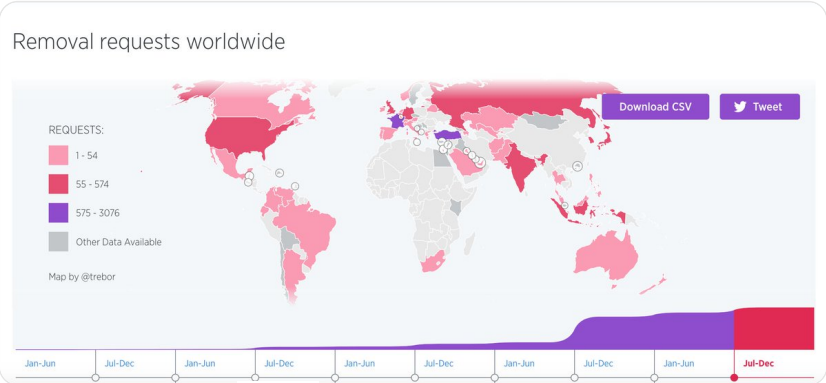 Removal requests worldwide
Download CSV
Tweet
REQUESTS:
1 - 54
55 - 574
575 - 3076
Other Data Available
Map by @trebor
Jan-Jun
Jul-Dec
Jan-Jun
Jul-Dec
Jan-Jun
Jul-Dec
Jan-Jun
Jul-Dec
Jan-Jun
Jul-Dec